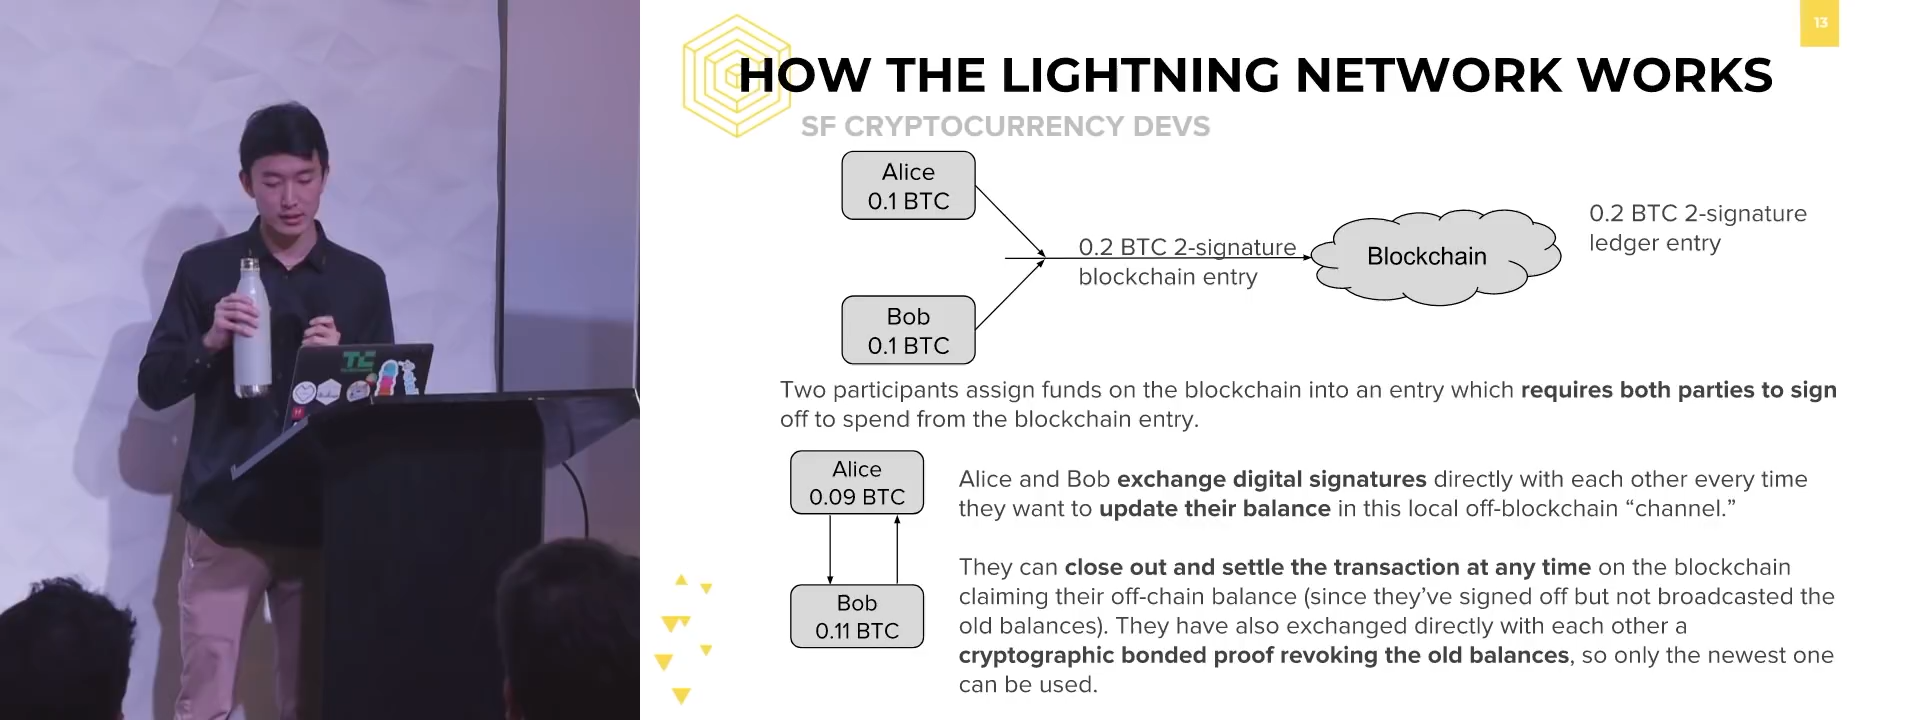 13
HOW THE LIGHTNING NETWORK WORKS
SF CRYPTOCURRENCY DEVS
Alice
0.1 BTC
0.2 BTC 2-signature
blockchain entry
Blockchain
0.2 BTC 2-signature
ledger entry
Bob
0.1 BTC
Two participants assign funds on the blockchain into an entry which requires both parties to sign
off to spend from the blockchain entry.
Alice
0.09 BTC
Bob
0.11 BTC
Alice and Bob exchange digital signatures directly with each other every time
they want to update their balance in this local off-blockchain “channel.”
They can close out and settle the transaction at any time on the blockchain
claiming their off-chain balance (since they’ve signed off but not broadcasted the
old balances). They have also exchanged directly with each other a
cryptographic bonded proof revoking the old balances, so only the newest one
can be used.
TC